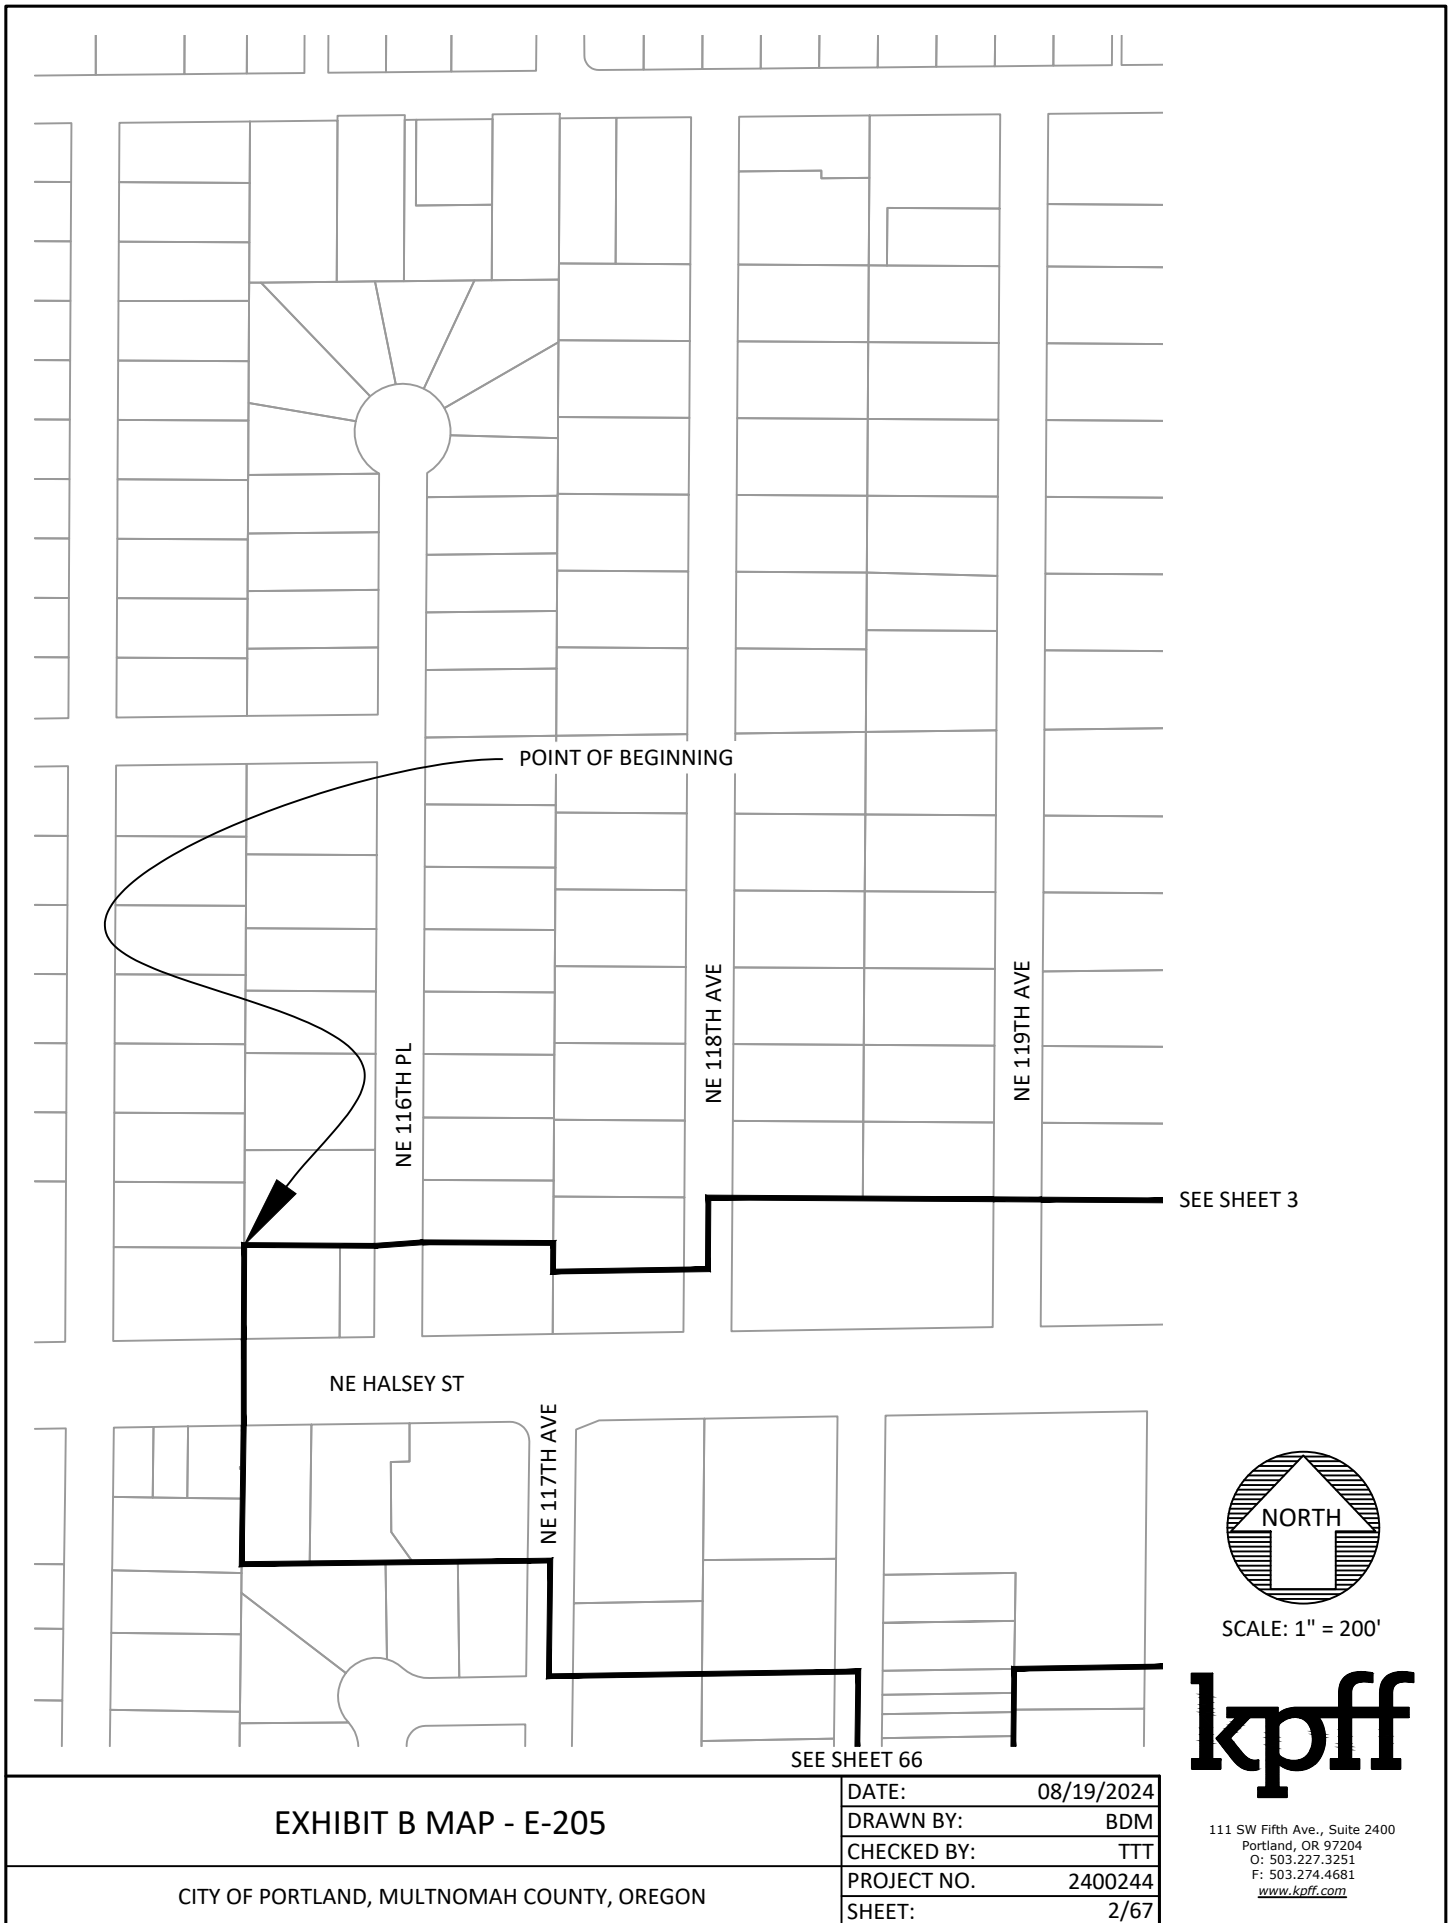 POINT OF BEGINNING
NE 116TH PL
NE 118TH AVE
NE 119TH AVE
SEE SHEET 3
NE HALSEY ST
NE 117TH AVE
NORTH
SCALE: 1" = 200'
kpff
SEE SHEET 66
EXHIBIT B MAP - E-205
CITY OF PORTLAND, MULTNOMAH COUNTY, OREGON
DATE: 08/19/2024
DRAWN BY: BDM
CHECKED BY: TTT
PROJECT NO. 2400244
SHEET: 2/67
111 SW Fifth Ave., Suite 2400
Portland, OR 97204
O: 503.227.3251
F: 503.274.4681
www.kpff.com